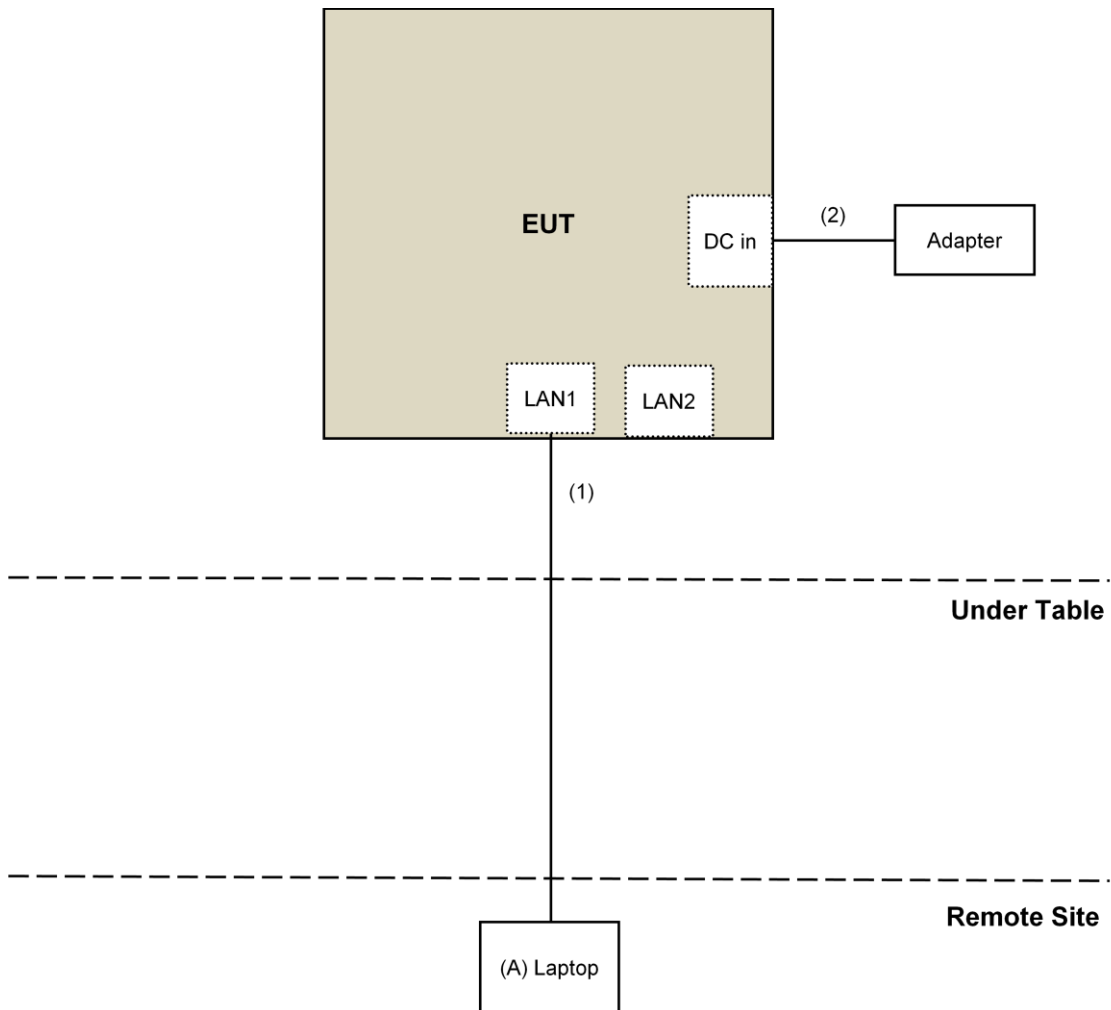 EUT
DC in
(2)
Adapter
LAN1
LAN2
(1)
Under Table
Remote Site
(A) Laptop